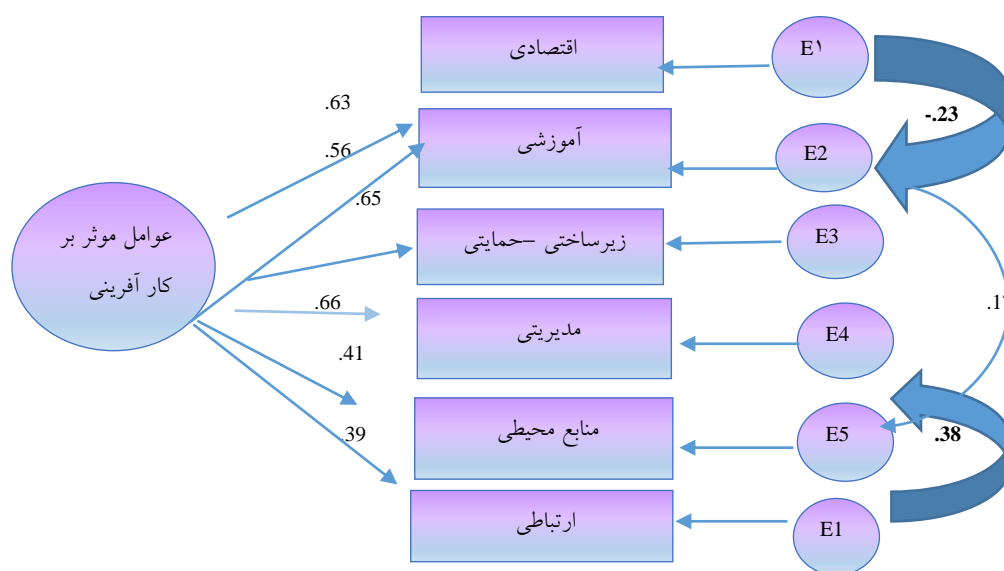 اقتصادی
E۱
.63
-.23
آموزشی
E2
.56
.65
عوامل موثر بر
کار آفرینی
زیرساختی –حمایتی
E3
.66
مدیریتی
E4
.41
.39
منابع محیطی
E5
.38
ارتباطی
E1